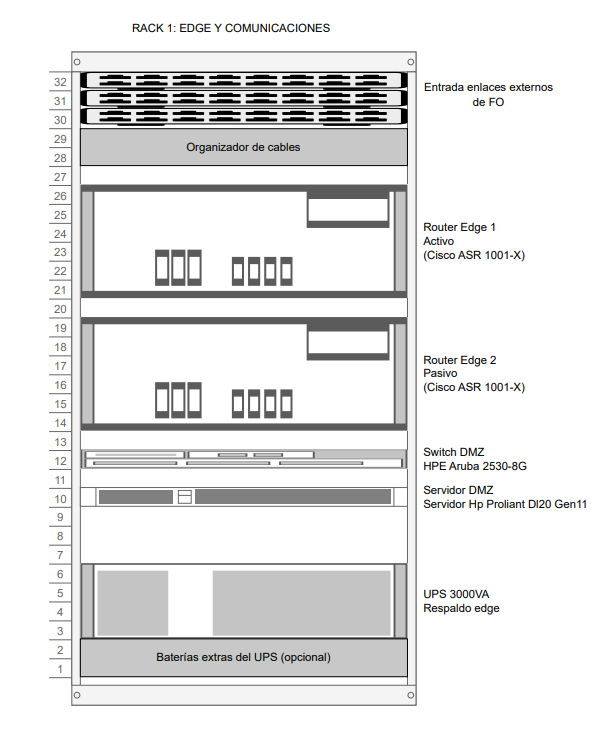 RACK 1: EDGE Y COMUNICACIONES
32
31
30
29
28
27
26
25
24
23
22
21
20
19
18
17
16
15
14
13
12
11
10
9
8
7
6
5
4
3
2
1
Entrada enlaces externos
de FO
Organizador de cables
Router Edge 1
Activo
(Cisco ASR 1001-X)
Router Edge 2
Pasivo
(Cisco ASR 1001-X)
Switch DMZ
HPE Aruba 2530-8G
Servidor DMZ
Servidor Hp Proliant Dl20 Gen11
UPS 3000VA
Respaldo edge
Baterías extras del UPS (opcional)